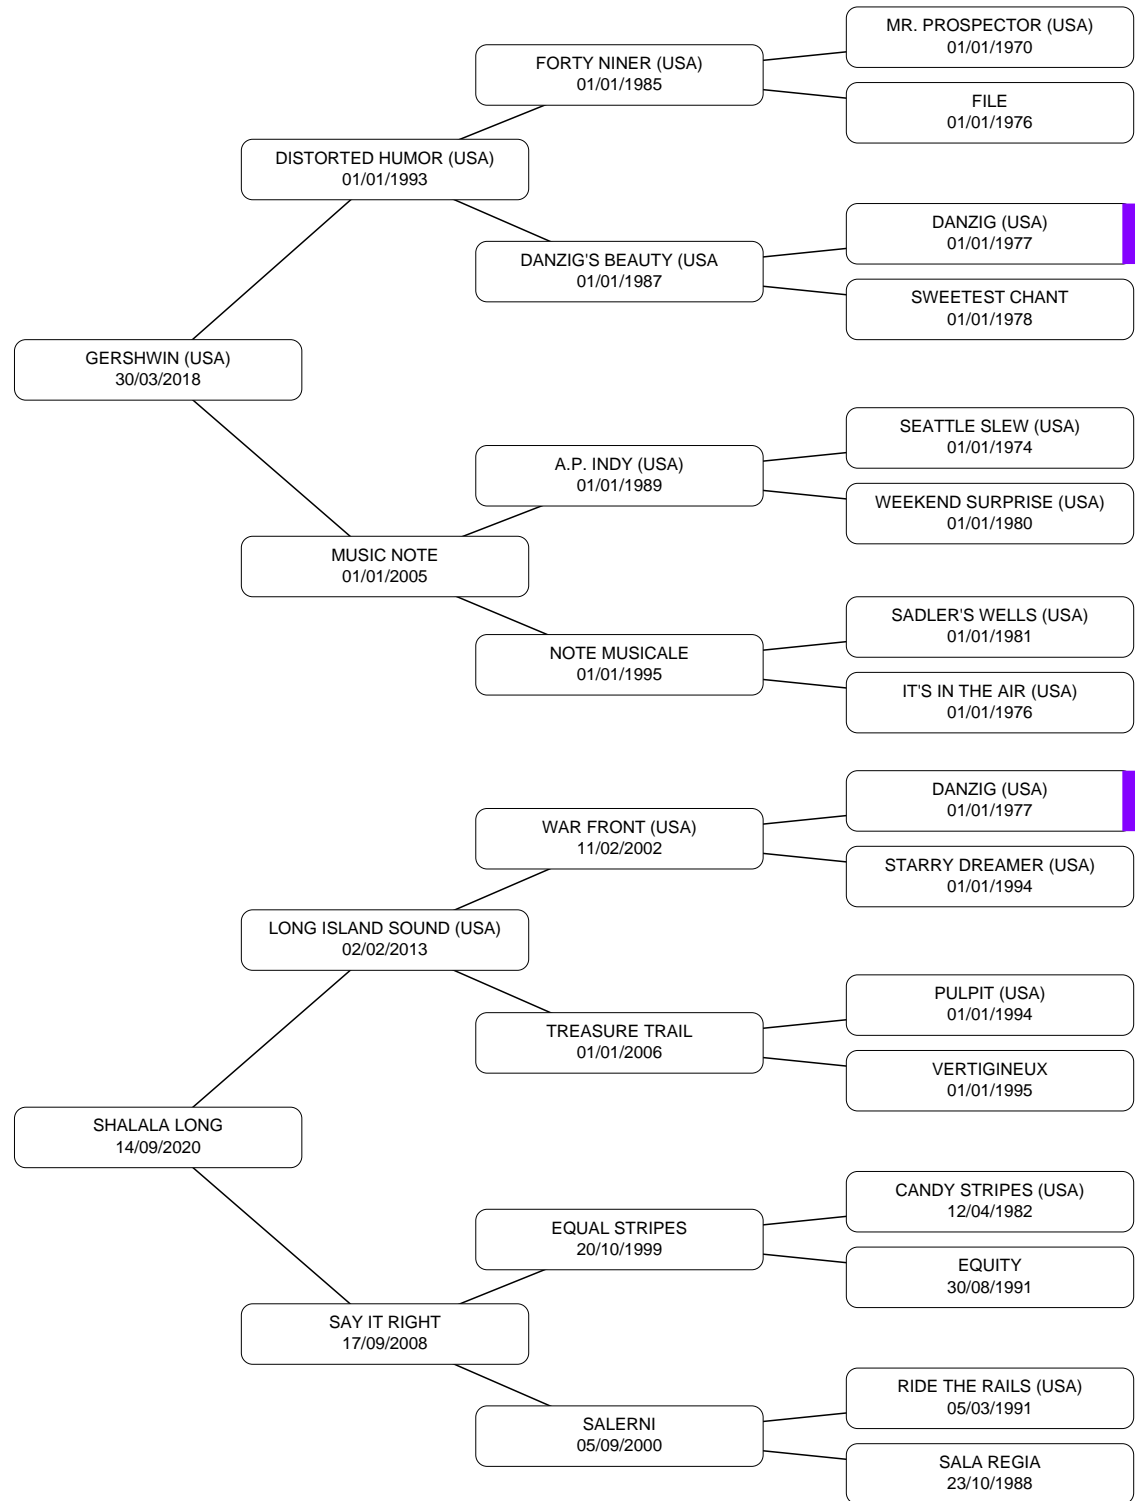 MR. PROSPECTOR (USA)
01/01/1970
FORTY NINER (USA)
01/01/1985
FILE
01/01/1976
DISTORTED HUMOR (USA)
01/01/1993
DANZIG (USA)
01/01/1977
DANZIG'S BEAUTY (USA
01/01/1987
SWEETEST CHANT
01/01/1978
GERSHWIN (USA)
30/03/2018
SEATTLE SLEW (USA)
01/01/1974
A.P. INDY (USA)
01/01/1989
WEEKEND SURPRISE (USA)
01/01/1980
MUSIC NOTE
01/01/2005
SADLER'S WELLS (USA)
01/01/1981
NOTE MUSICALE
01/01/1995
IT'S IN THE AIR (USA)
01/01/1976
DANZIG (USA)
01/01/1977
WAR FRONT (USA)
11/02/2002
STARRY DREAMER (USA)
01/01/1994
LONG ISLAND SOUND (USA)
02/02/2013
PULPIT (USA)
01/01/1994
TREASURE TRAIL
01/01/2006
VERTIGINEUX
01/01/1995
SHALALA LONG
14/09/2020
CANDY STRIPES (USA)
12/04/1982
EQUAL STRIPES
20/10/1999
EQUITY
30/08/1991
SAY IT RIGHT
17/09/2008
RIDE THE RAILS (USA)
05/03/1991
SALERNI
05/09/2000
SALA REGIA
23/10/1988